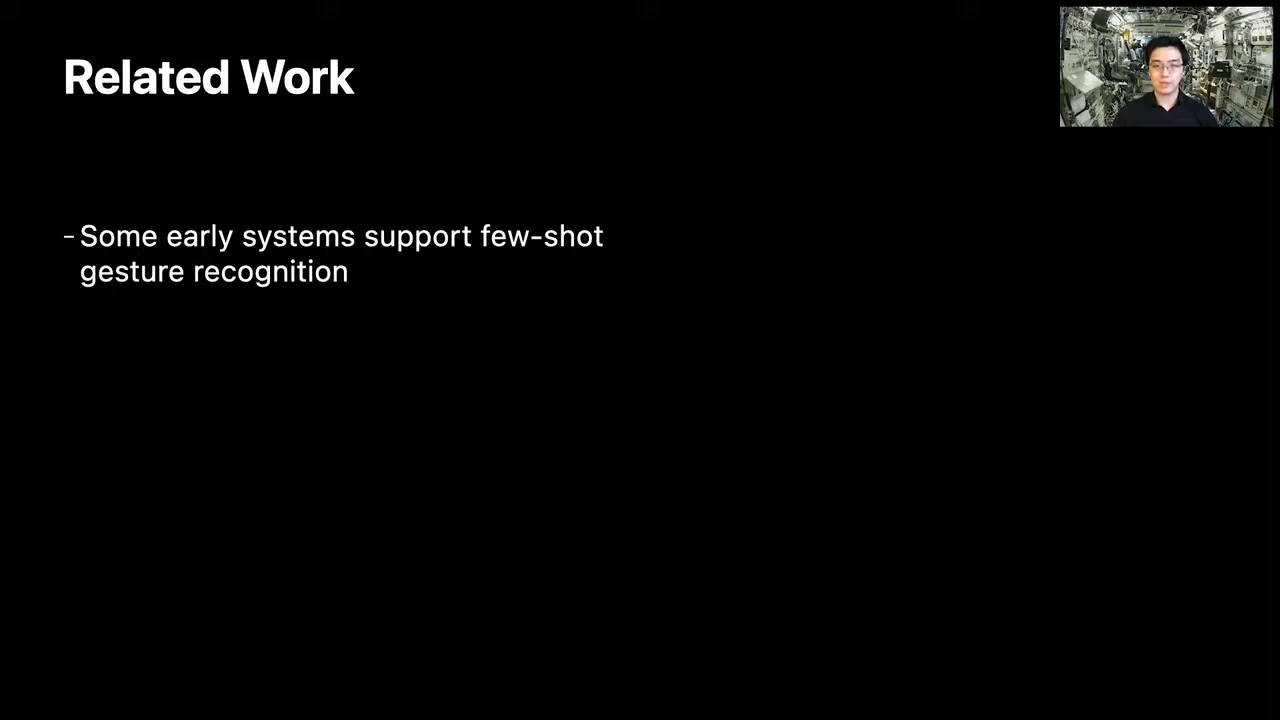 Related Work
– Some early systems support few-shot
gesture recognition